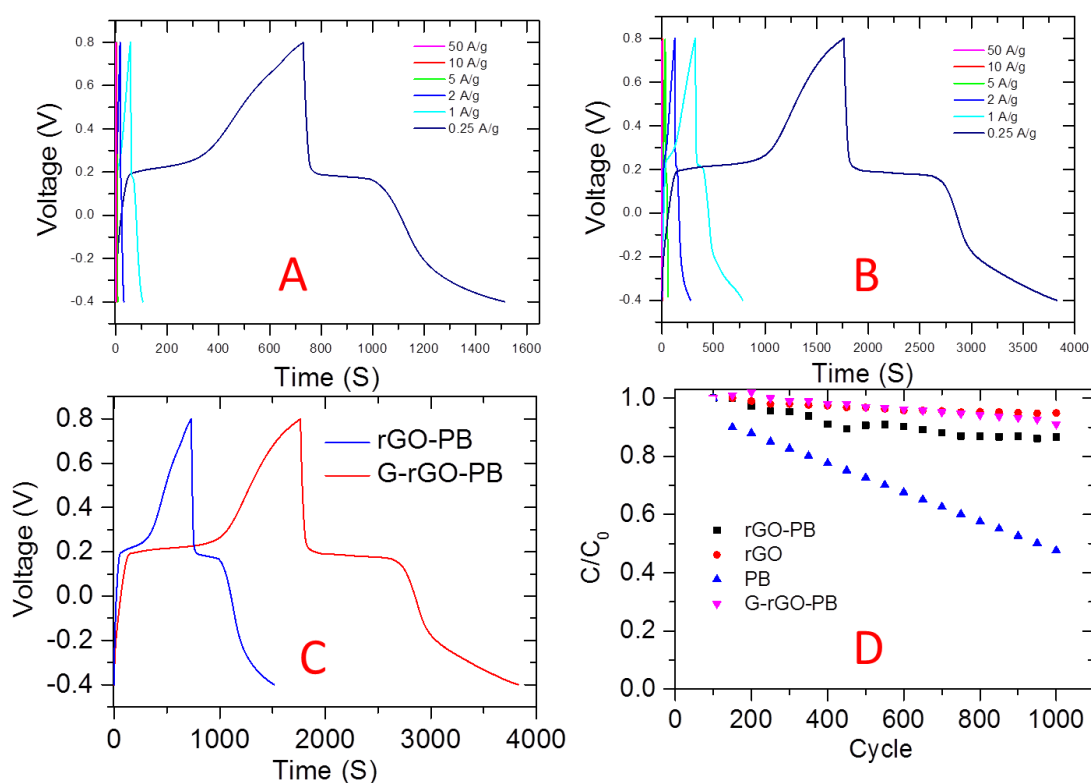 0.8
0.6
0.4
0.2
0.0
-0.2
-0.4
Voltage (V)
50 A/g
10 A/g
5 A/g
2 A/g
1 A/g
0.25 A/g
A
0
200
400
600
800
1000
1200
1400
1600
Time (S)
0.8
0.6
0.4
0.2
0.0
-0.2
-0.4
Voltage (V)
50 A/g
10 A/g
5 A/g
2 A/g
1 A/g
0.25 A/g
B
0
500
1000
1500
2000
2500
3000
3500
4000
Time (S)
0.8
0.6
0.4
0.2
0.0
-0.2
-0.4
Voltage (V)
rGO-PB
G-rGO-PB
C
0
1000
2000
3000
4000
Time (S)
1.0
0.8
0.6
0.4
0.2
0.0
C/C₀
rGO-PB
rGO
PB
G-rGO-PB
D
0
200
400
600
800
1000
Cycle